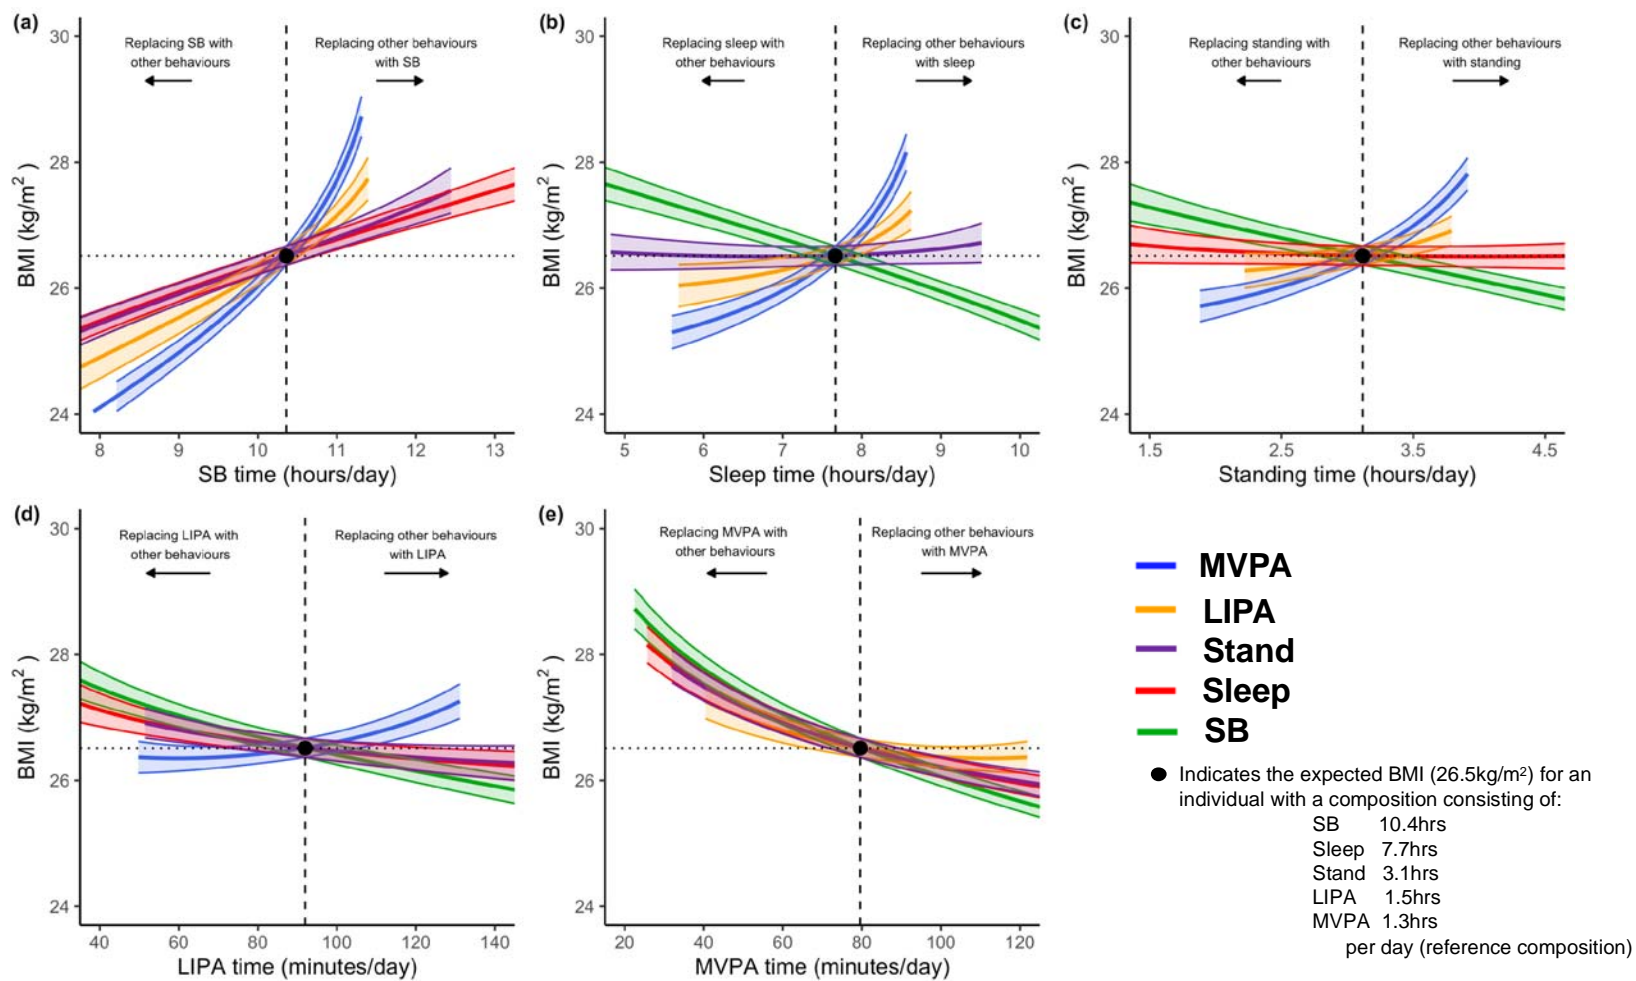 (a)
Replacing SB with
other behaviours
Replacing other behaviours
with SB
BMI (kg/m²)
30
28
26
24
8 9 10 11 12 13
SB time (hours/day)
(b)
Replacing sleep with
other behaviours
Replacing other behaviours
with sleep
BMI (kg/m²)
30
28
26
24
5 6 7 8 9 10
Sleep time (hours/day)
(c)
Replacing standing with
other behaviours
Replacing other behaviours
with standing
BMI (kg/m²)
30
28
26
24
1.5 2.5 3.5 4.5
Standing time (hours/day)
(d)
Replacing LIPA with
other behaviours
Replacing other behaviours
with LIPA
BMI (kg/m²)
30
28
26
24
40 60 80 100 120 140
LIPA time (minutes/day)
(e)
Replacing MVPA with
other behaviours
Replacing other behaviours
with MVPA
BMI (kg/m²)
30
28
26
24
20 40 60 80 100 120
MVPA time (minutes/day)
MVPA
LIPA
Stand
Sleep
SB
Indicates the expected BMI (26.5kg/m²) for an
individual with a composition consisting of:
SB 10.4hrs
Sleep 7.7hrs
Stand 3.1hrs
LIPA 1.5hrs
MVPA 1.3hrs
per day (reference composition)